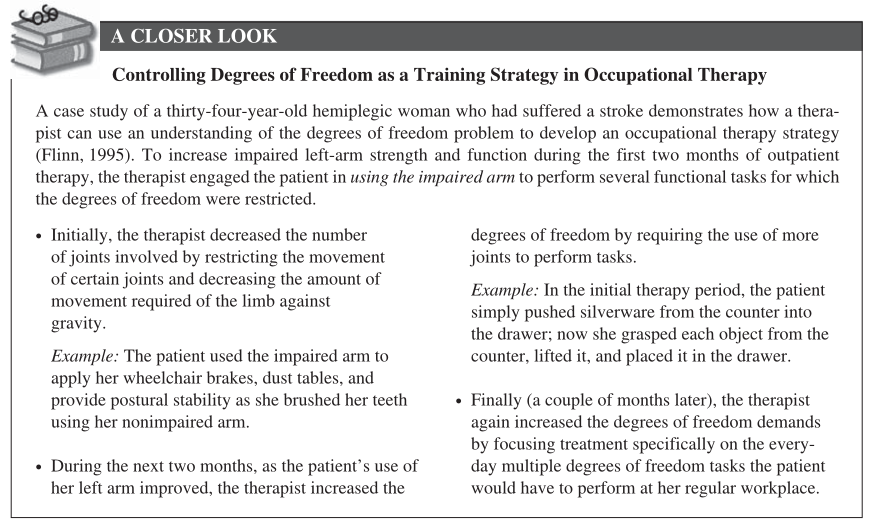 A CLOSER LOOK
Controlling Degrees of Freedom as a Training Strategy in Occupational Therapy
A case study of a thirty-four-year-old hemiplegic woman who had suffered a stroke demonstrates how a thera-
pist can use an understanding of the degrees of freedom problem to develop an occupational therapy strategy
(Flinn, 1995). To increase impaired left-arm strength and function during the first two months of outpatient
therapy, the therapist engaged the patient in using the impaired arm to perform several functional tasks for which
the degrees of freedom were restricted.
• Initially, the therapist decreased the number
of joints involved by restricting the movement
of certain joints and decreasing the amount of
movement required of the limb against
gravity.
Example: The patient used the impaired arm to
apply her wheelchair brakes, dust tables, and
provide postural stability as she brushed her teeth
using her nonimpaired arm.
• During the next two months, as the patient's use of
her left arm improved, the therapist increased the
degrees of freedom by requiring the use of more
joints to perform tasks.
Example: In the initial therapy period, the patient
simply pushed silverware from the counter into
the drawer; now she grasped each object from the
counter, lifted it, and placed it in the drawer.
• Finally (a couple of months later), the therapist
again increased the degrees of freedom demands
by focusing treatment specifically on the every-
day multiple degrees of freedom tasks the patient
would have to perform at her regular workplace.